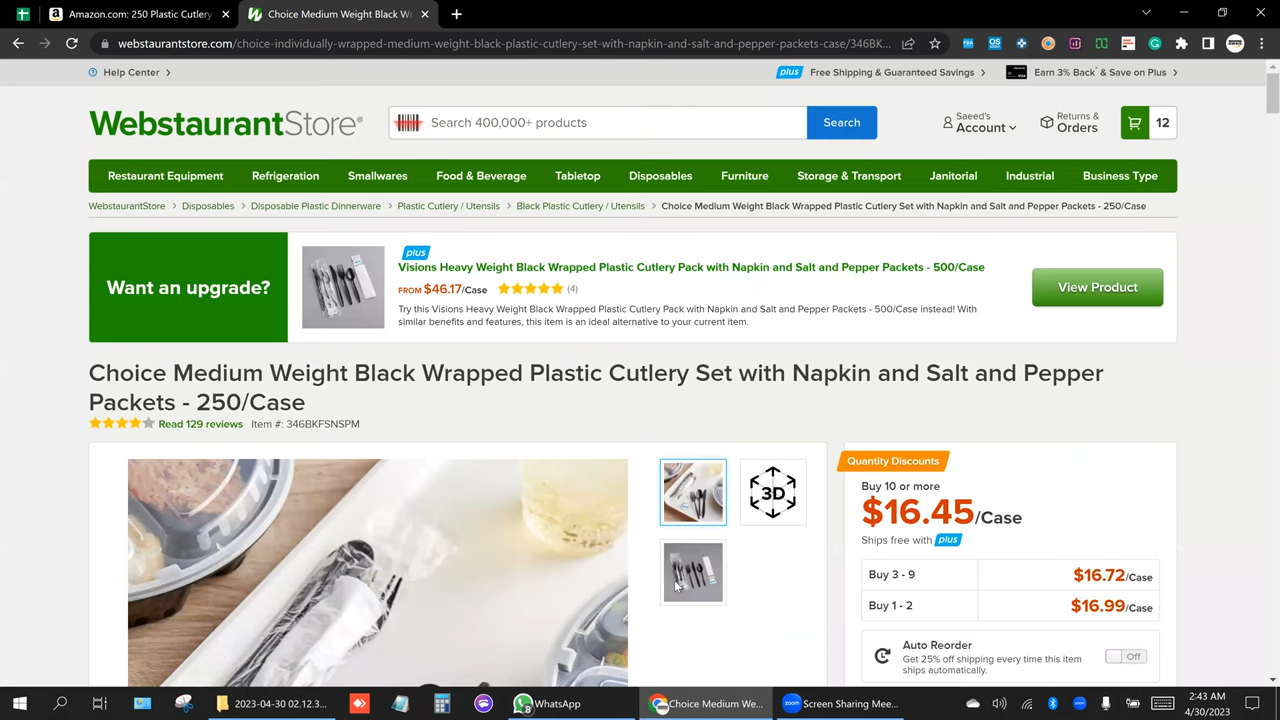 Amazon.com: 250 Plastic Cutlery
Choice Medium Weight Black W
webstaurantstore.com/choice-individually-wrapped-medium-weight-black-plastic-cutlery-set-with-napkin-and-salt-and-pepper-packets-case/346BK...
Help Center
plus Free Shipping & Guaranteed Savings
Earn 3% Back* & Save on Plus
WebstaurantStore®
Search 400,000+ products
Search
Saeed's
Account
Returns &
Orders
12
Restaurant Equipment Refrigeration Smallwares Food & Beverage Tabletop Disposables Furniture Storage & Transport Janitorial Industrial Business Type
WebstaurantStore > Disposables > Disposable Plastic Dinnerware > Plastic Cutlery / Utensils > Black Plastic Cutlery / Utensils > Choice Medium Weight Black Wrapped Plastic Cutlery Set with Napkin and Salt and Pepper Packets - 250/Case
Want an upgrade?
plus
Visions Heavy Weight Black Wrapped Plastic Cutlery Pack with Napkin and Salt and Pepper Packets - 500/Case
FROM $46.17/Case (4)
Try this Visions Heavy Weight Black Wrapped Plastic Cutlery Pack with Napkin and Salt and Pepper Packets - 500/Case instead! With
similar benefits and features, this item is an ideal alternative to your current item.
View Product
Choice Medium Weight Black Wrapped Plastic Cutlery Set with Napkin and Salt and Pepper
Packets - 250/Case
Read 129 reviews Item #: 346BKFSNSPM
3D
Quantity Discounts
Buy 10 or more
$16.45/Case
Ships free with plus
Buy 3 - 9 $16.72/Case
Buy 1 - 2 $16.99/Case
Auto Reorder
Get 25% off shipping every time this item
ships automatically.
Off
2023-04-30 02.12.3...
8
WhatsApp
Choice Medium We...
zoom
Screen Sharing Mee...
zoom
2:43 AM
4/30/2023